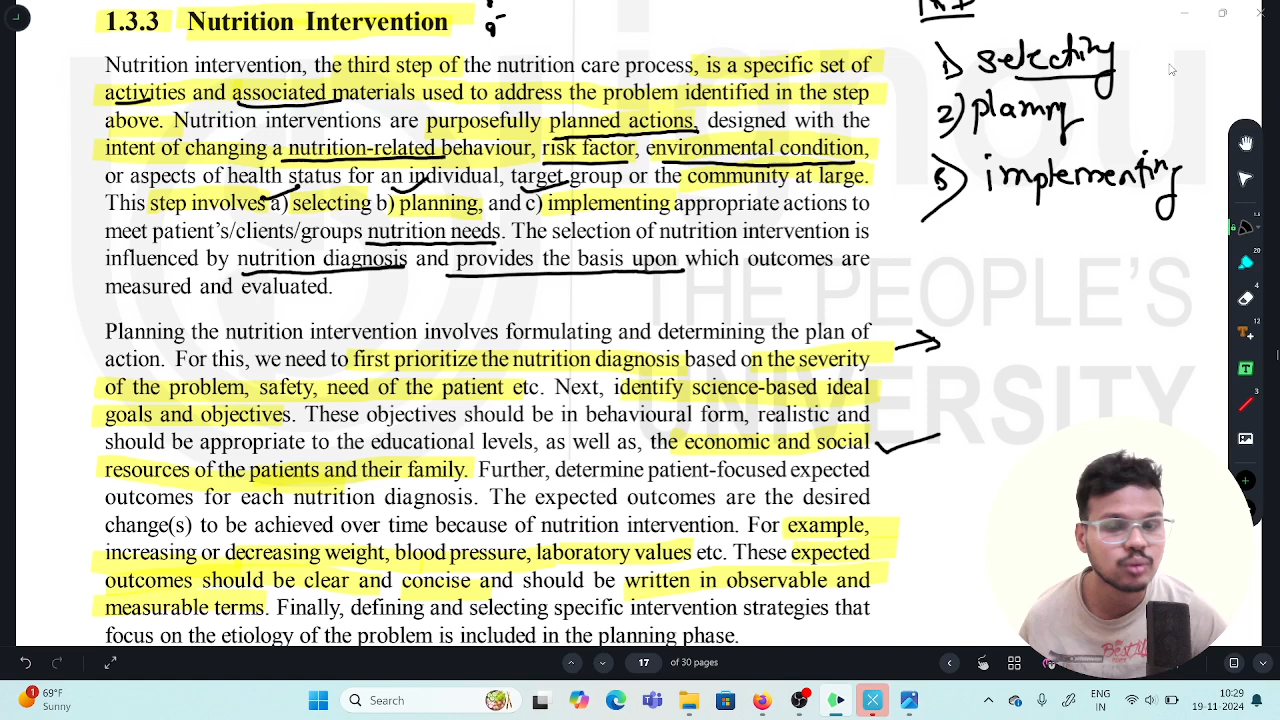 1.3.3 Nutrition Intervention
Nutrition intervention, the third step of the nutrition care process, is a specific set of
activities and associated materials used to address the problem identified in the step
above. Nutrition interventions are purposefully planned actions, designed with the
intent of changing a nutrition-related behaviour, risk factor, environmental condition,
or aspects of health status for an individual, target group or the community at large.
This step involves a) selecting b) planning, and c) implementing appropriate actions to
meet patient's/clients/groups nutrition needs. The selection of nutrition intervention is
influenced by nutrition diagnosis and provides the basis upon which outcomes are
measured and evaluated.
Planning the nutrition intervention involves formulating and determining the plan of
action. For this, we need to first prioritize the nutrition diagnosis based on the severity
of the problem, safety, need of the patient etc. Next, identify science-based ideal
goals and objectives. These objectives should be in behavioural form, realistic and
should be appropriate to the educational levels, as well as, the economic and social
resources of the patients and their family. Further, determine patient-focused expected
outcomes for each nutrition diagnosis. The expected outcomes are the desired
change(s) to be achieved over time because of nutrition intervention. For example,
increasing or decreasing weight, blood pressure, laboratory values etc. These expected
outcomes should be clear and concise and should be written in observable and
measurable terms. Finally, defining and selecting specific intervention strategies that
focus on the etiology of the problem is included in the planning phase.
1) selecting
2) planning
3) implementing
THE PEOPLE'S
UNIVERSITY
17 of 30 pages
1
69°F
Sunny
Search
ENG
IN
10:29
19-11-2024